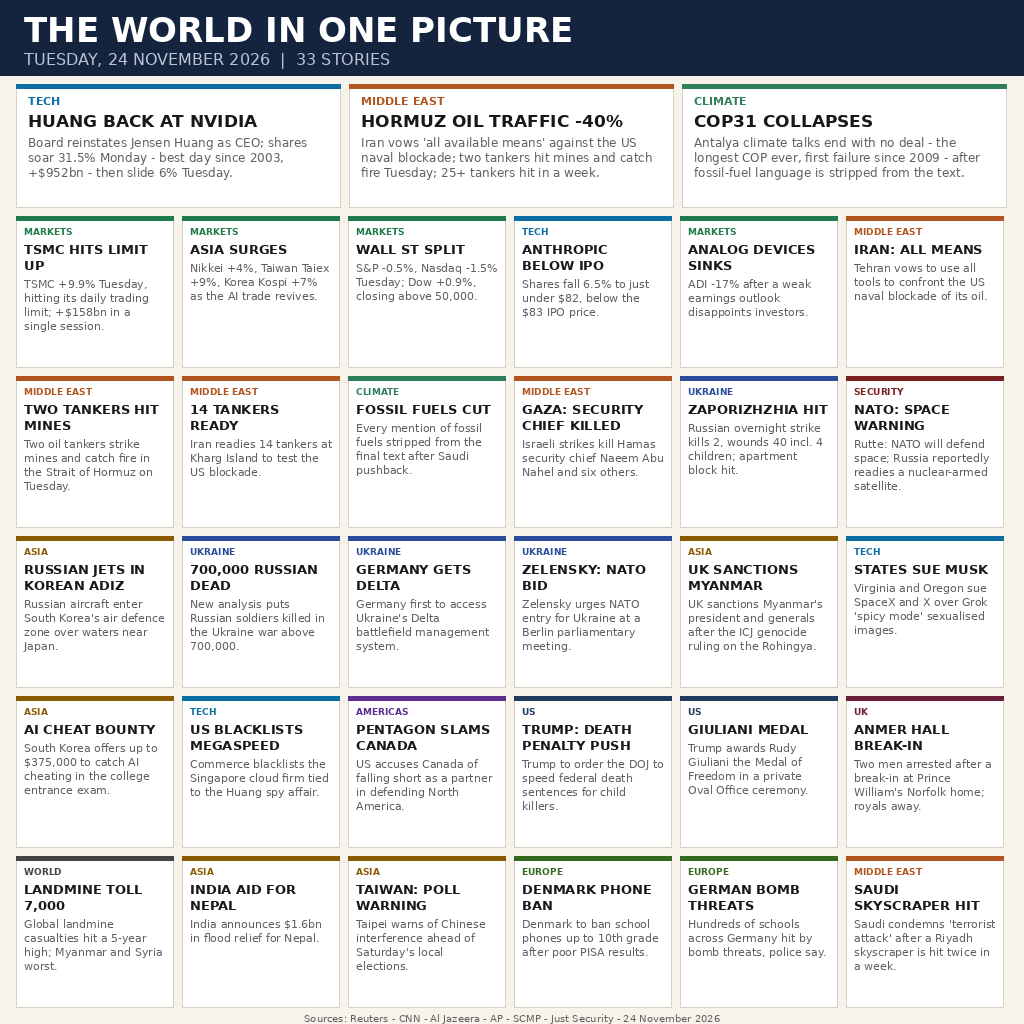 THE WORLD IN ONE PICTURE
TUESDAY, 24 NOVEMBER 2026 | 33 STORIES
TECH
HUANG BACK AT NVIDIA
Board reinstates Jensen Huang as CEO; shares
soar 31.5% Monday - best day since 2003,
+$952bn - then slide 6% Tuesday.
MIDDLE EAST
HORMUZ OIL TRAFFIC -40%
Iran vows 'all available means' against the US
naval blockade; two tankers hit mines and catch
fire Tuesday; 25+ tankers hit in a week.
CLIMATE
COP31 COLLAPSES
Antalya climate talks end with no deal - the
longest COP ever, first failure since 2009 - after
fossil-fuel language is stripped from the text.
MARKETS
TSMC HITS LIMIT
UP
TSMC +9.9% Tuesday,
hitting its daily trading
limit; +$158bn in a
single session.
MARKETS
ASIA SURGES
Nikkei +4%, Taiwan Taiex
+9%, Korea Kospi +7%
as the AI trade revives.
MARKETS
WALL ST SPLIT
S&P -0.5%, Nasdaq -1.5%
Tuesday; Dow +0.9%,
closing above 50,000.
TECH
ANTHROPIC
BELOW IPO
Shares fall 6.5% to just
under $82, below the
$83 IPO price.
MARKETS
ANALOG DEVICES
SINKS
ADI -17% after a weak
earnings outlook
disappoints investors.
MIDDLE EAST
IRAN: ALL MEANS
Tehran vows to use all
tools to confront the US
naval blockade of its oil.
MIDDLE EAST
TWO TANKERS HIT
MINES
Two oil tankers strike
mines and catch fire in
the Strait of Hormuz on
Tuesday.
MIDDLE EAST
14 TANKERS
READY
Iran readies 14 tankers at
Kharg Island to test the
US blockade.
CLIMATE
FOSSIL FUELS CUT
Every mention of fossil
fuels stripped from the
final text after Saudi
pushback.
MIDDLE EAST
GAZA: SECURITY
CHIEF KILLED
Israeli strikes kill Hamas
security chief Naeem Abu
Nahel and six others.
UKRAINE
ZAPORIZHZHIA HIT
Russian overnight strike
kills 2, wounds 40 incl. 4
children; apartment
block hit.
SECURITY
NATO: SPACE
WARNING
Rutte: NATO will defend
space; Russia reportedly
readies a nuclear-armed
satellite.
ASIA
RUSSIAN JETS IN
KOREAN ADIZ
Russian aircraft enter
South Korea's air defence
zone over waters near
Japan.
UKRAINE
700,000 RUSSIAN
DEAD
New analysis puts
Russian soldiers killed in
the Ukraine war above
700,000.
UKRAINE
GERMANY GETS
DELTA
Germany first to access
Ukraine's Delta
battlefield management
system.
UKRAINE
ZELENSKY: NATO
BID
Zelensky urges NATO
entry for Ukraine at a
Berlin parliamentary
meeting.
ASIA
UK SANCTIONS
MYANMAR
UK sanctions Myanmar's
president and generals
after the ICJ genocide
ruling on the Rohingya.
TECH
STATES SUE MUSK
Virginia and Oregon sue
SpaceX and X over Grok
'spicy mode' sexualised
images.
ASIA
AI CHEAT BOUNTY
South Korea offers up to
$375,000 to catch AI
cheating in the college
entrance exam.
TECH
US BLACKLISTS
MEGASPEED
Commerce blacklists the
Singapore cloud firm tied
to the Huang spy affair.
AMERICAS
PENTAGON SLAMS
CANADA
US accuses Canada of
falling short as a partner
in defending North
America.
US
TRUMP: DEATH
PENALTY PUSH
Trump to order the DOJ to
speed federal death
sentences for child
killers.
US
GIULIANI MEDAL
Trump awards Rudy
Giuliani the Medal of
Freedom in a private
Oval Office ceremony.
UK
ANMER HALL
BREAK-IN
Two men arrested after a
break-in at Prince
William's Norfolk home;
royals away.
WORLD
LANDMINE TOLL
7,000
Global landmine
casualties hit a 5-year
high; Myanmar and Syria
worst.
ASIA
INDIA AID FOR
NEPAL
India announces $1.6bn
in flood relief for Nepal.
ASIA
TAIWAN: POLL
WARNING
Taipei warns of Chinese
interference ahead of
Saturday's local
elections.
EUROPE
DENMARK PHONE
BAN
Denmark to ban school
phones up to 10th grade
after poor PISA results.
EUROPE
GERMAN BOMB
THREATS
Hundreds of schools
across Germany hit by
bomb threats, police say.
MIDDLE EAST
SAUDI
SKYSCRAPER HIT
Saudi condemns 'terrorist
attack' after a Riyadh
skyscraper is hit twice in
a week.
Sources: Reuters - CNN - Al Jazeera - AP - SCMP - Just Security - 24 November 2026